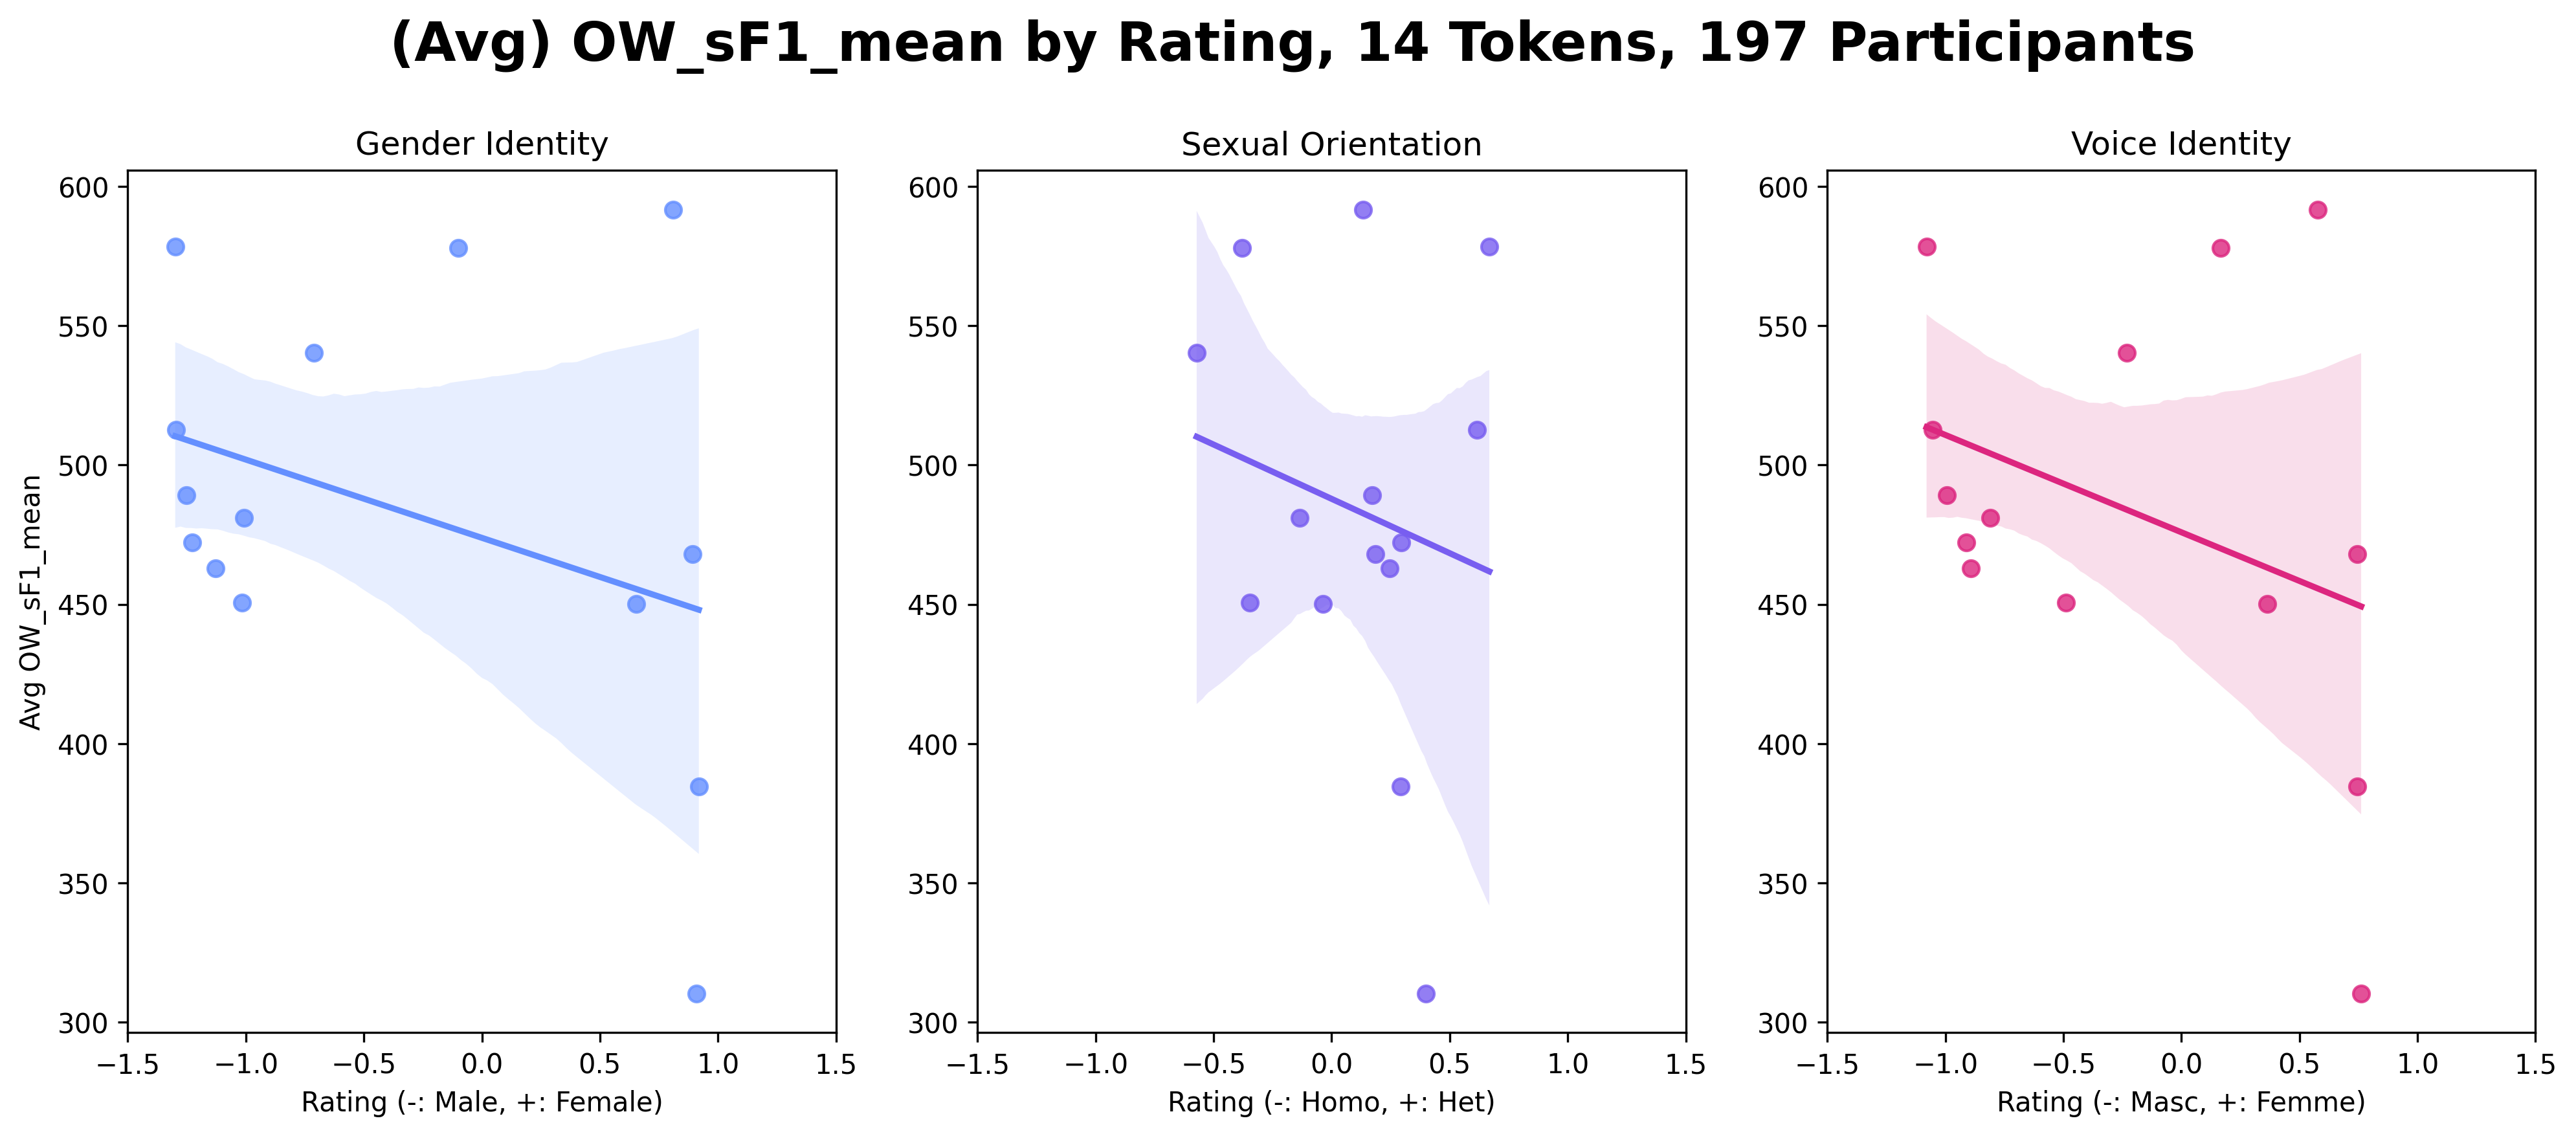 (Avg) OW_sF1_mean by Rating, 14 Tokens, 197 Participants
Gender Identity
Sexual Orientation
Voice Identity
Avg OW_sF1_mean
600
550
500
450
400
350
300
−1.5 −1.0 −0.5 0.0 0.5 1.0 1.5
Rating (-: Male, +: Female)
600
550
500
450
400
350
300
−1.5 −1.0 −0.5 0.0 0.5 1.0 1.5
Rating (-: Homo, +: Het)
600
550
500
450
400
350
300
−1.5 −1.0 −0.5 0.0 0.5 1.0 1.5
Rating (-: Masc, +: Femme)